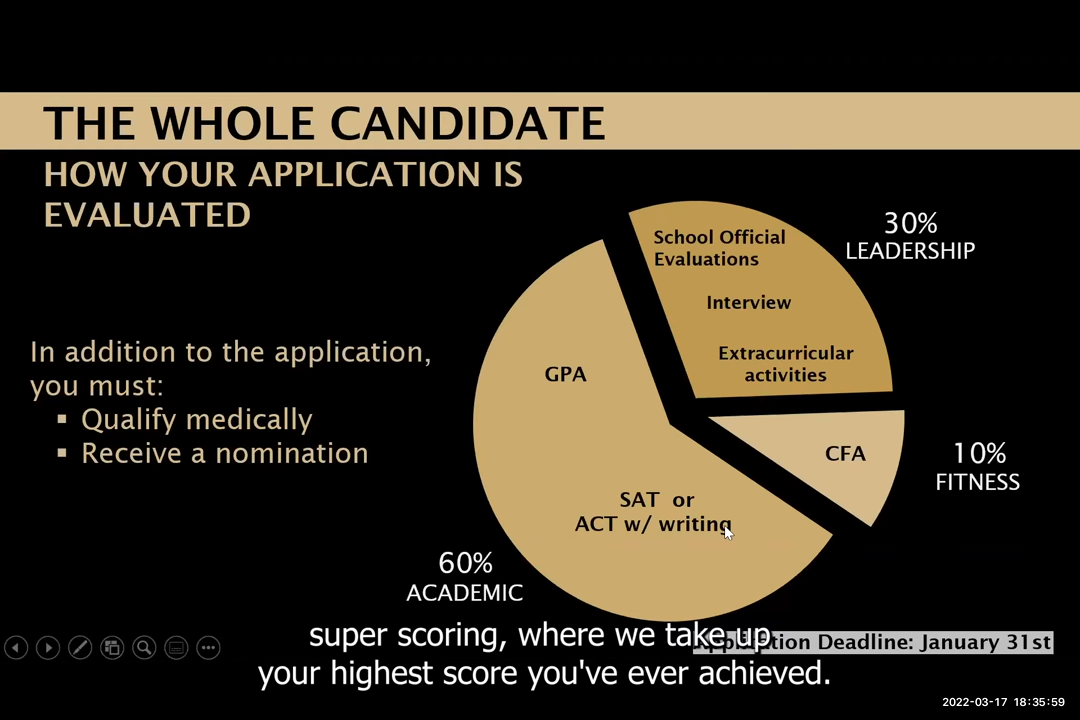 THE WHOLE CANDIDATE
HOW YOUR APPLICATION IS
EVALUATED
School Official
Evaluations
Interview
Extracurricular
activities
30%
LEADERSHIP
In addition to the application,
you must:
▪ Qualify medically
▪ Receive a nomination
GPA
CFA
10%
FITNESS
SAT or
ACT w/ writing
60%
ACADEMIC
Application Deadline: January 31st
super scoring, where we take up
your highest score you've ever achieved.
2022-03-17 18:35:59